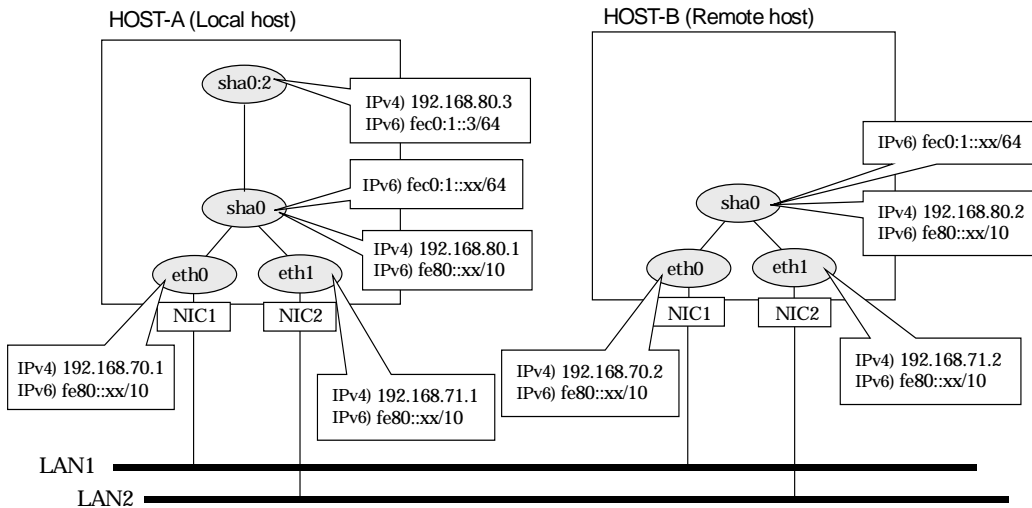 HOST-A (Local host)
HOST-B (Remote host)
sha0:2
IPv4) 192.168.80.3
IPv6) fec0:1::3/64
IPv6) fec0:1::xx/64
IPv6) fec0:1::xx/64
sha0
sha0
IPv4) 192.168.80.1
IPv6) fe80::xx/10
IPv4) 192.168.80.2
IPv6) fe80::xx/10
eth0
eth1
eth0
eth1
NIC1
NIC2
NIC1
NIC2
IPv4) 192.168.70.1
IPv6) fe80::xx/10
IPv4) 192.168.71.1
IPv6) fe80::xx/10
IPv4) 192.168.70.2
IPv6) fe80::xx/10
IPv4) 192.168.71.2
IPv6) fe80::xx/10
LAN1
LAN2